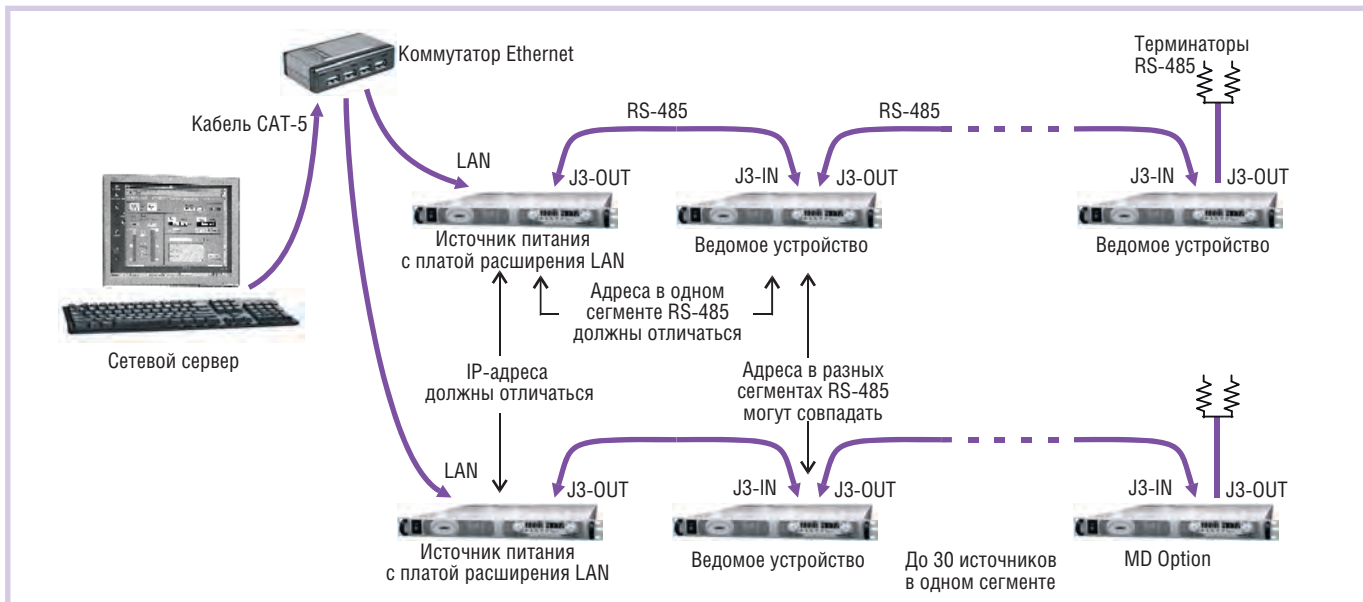 Коммутатор Ethernet
Терминаторы
RS-485
Кабель CAT-5
RS-485
RS-485
LAN
J3-OUT
J3-IN
J3-OUT
J3-IN
J3-OUT
Источник питания
с платой расширения LAN
Ведомое устройство
Ведомое устройство
Адреса в одном
сегменте RS-485
должны отличаться
Сетевой сервер
IP-адреса
должны отличаться
Адреса в разных
сегментах RS-485
могут совпадать
LAN
J3-OUT
J3-IN
J3-OUT
J3-IN
J3-OUT
Источник питания
с платой расширения LAN
Ведомое устройство
До 30 источников
в одном сегменте
MD Option